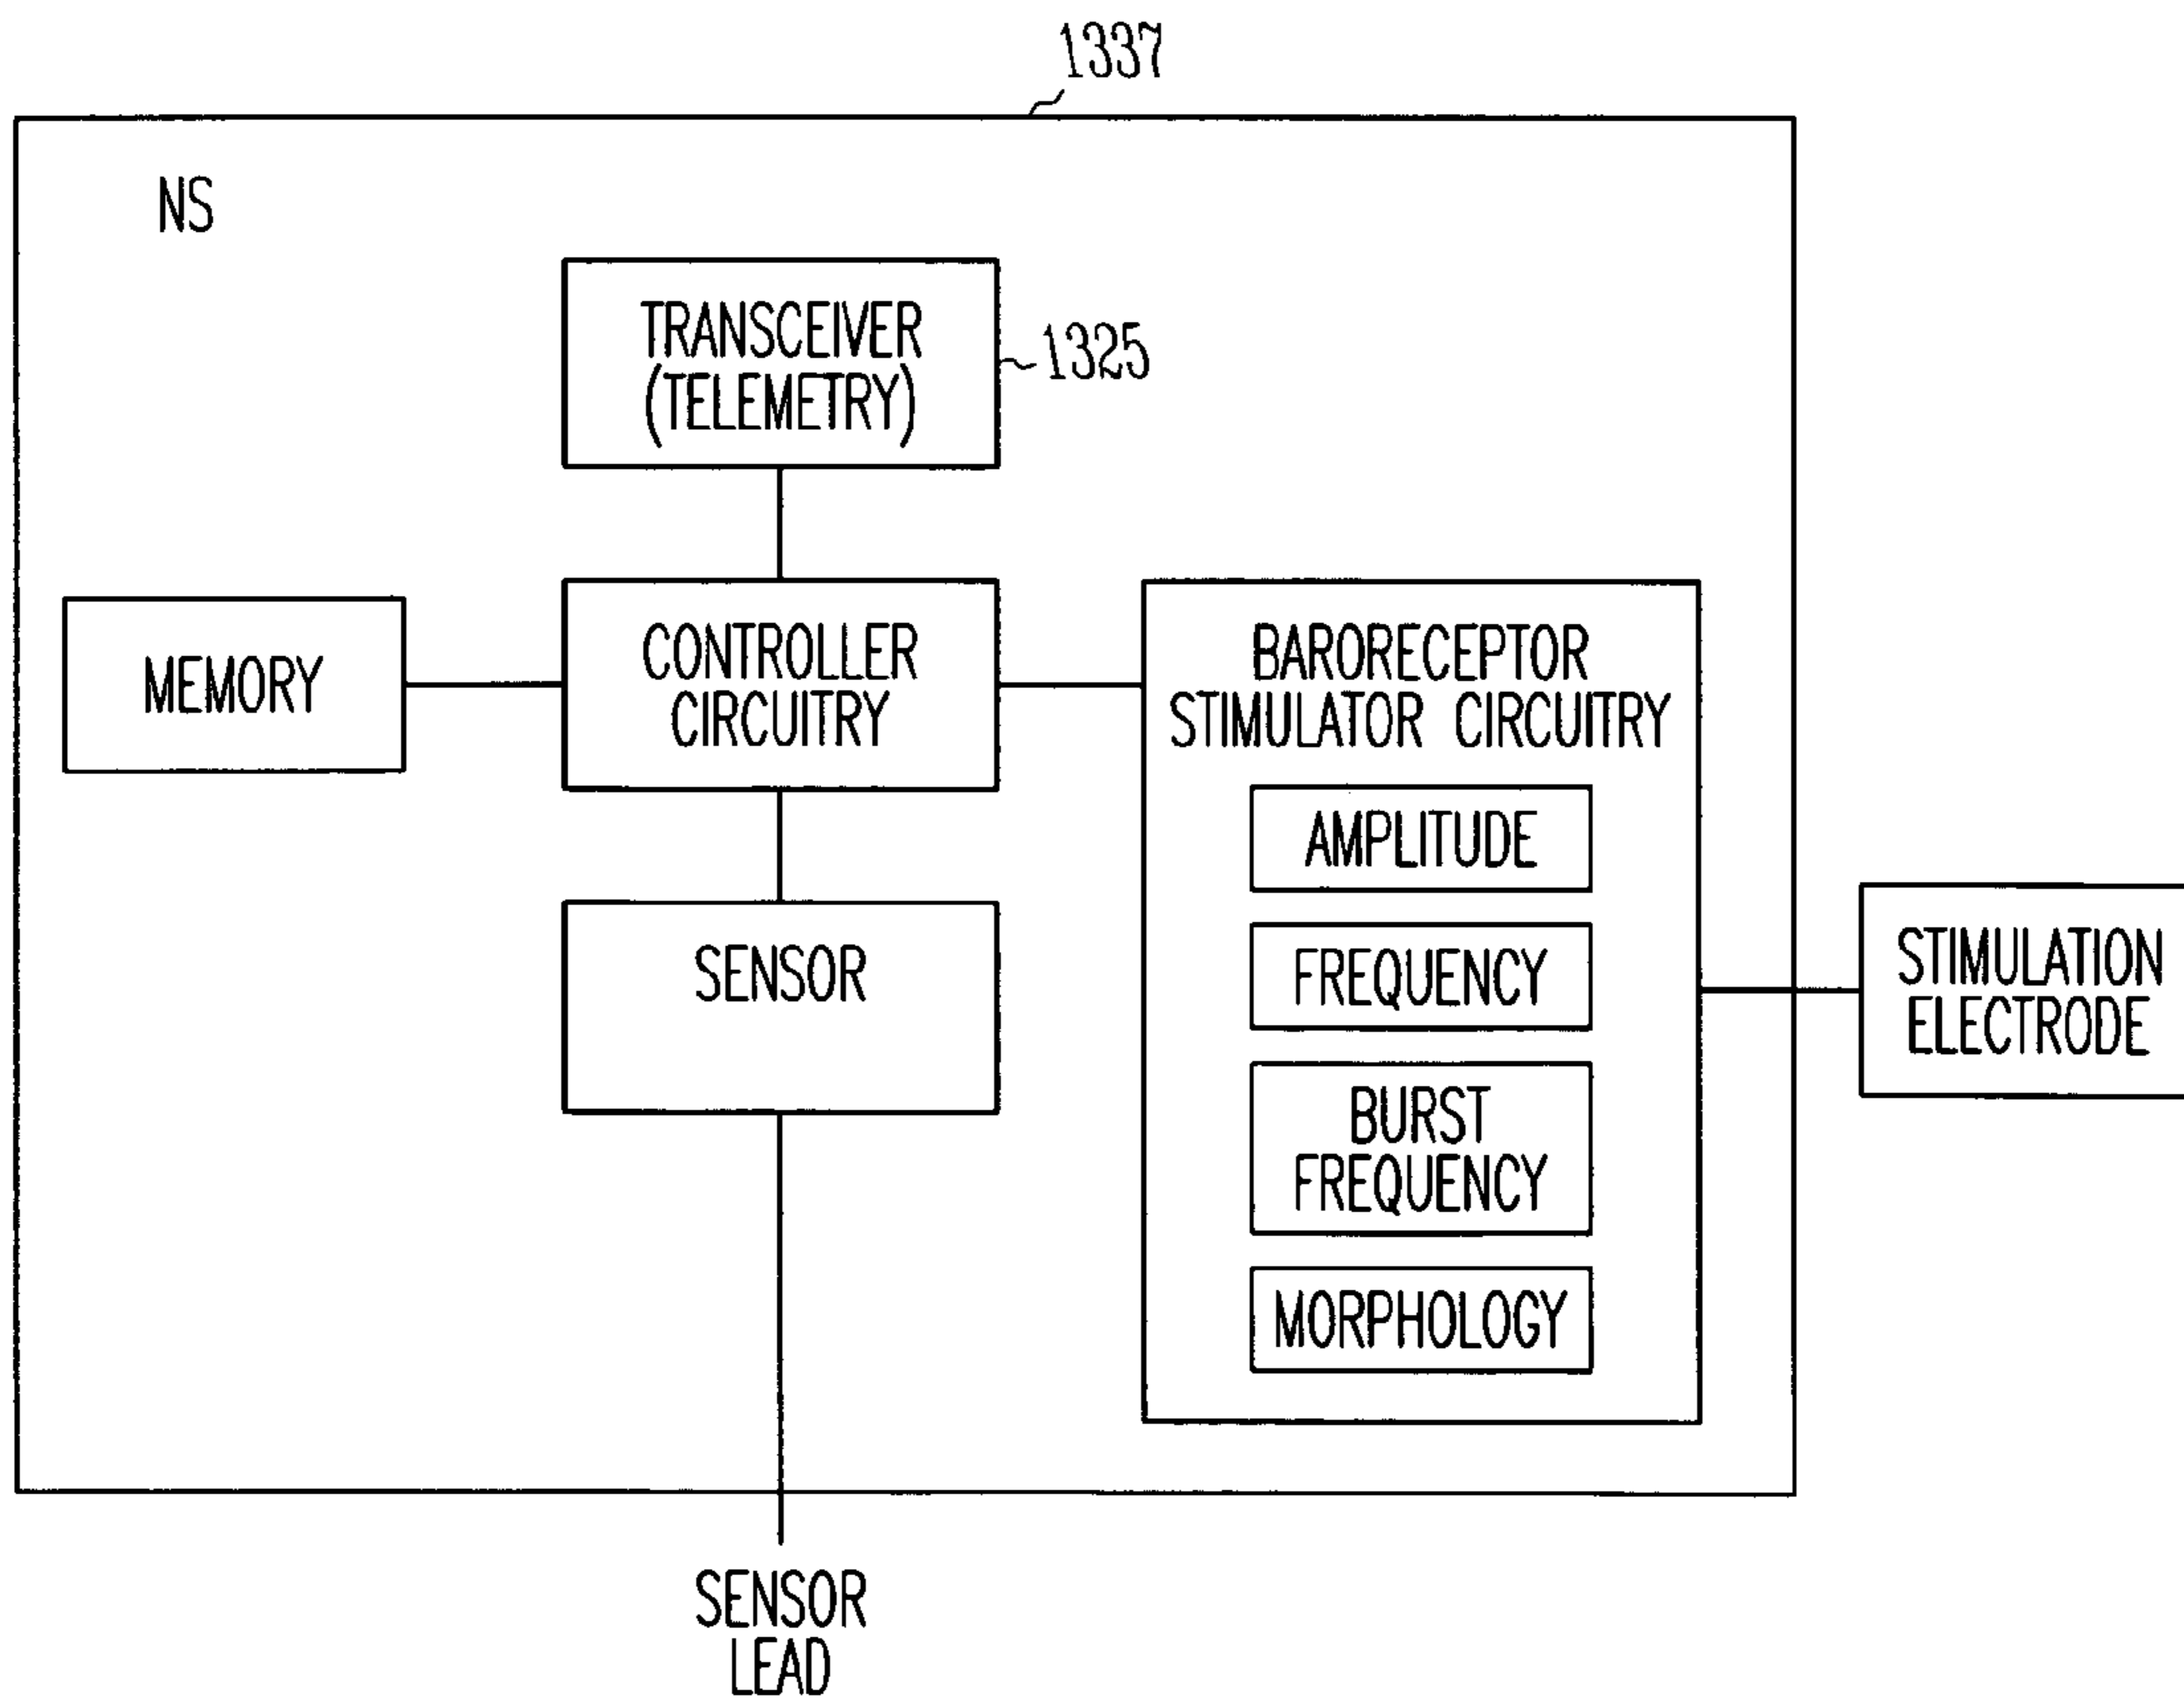 1337
NS
TRANSCEIVER
(TELEMETRY)
1325
MEMORY
CONTROLLER
CIRCUITRY
BARORECEPTOR
STIMULATOR CIRCUITRY
AMPLITUDE
FREQUENCY
BURST
FREQUENCY
MORPHOLOGY
SENSOR
STIMULATION
ELECTRODE
SENSOR
LEAD